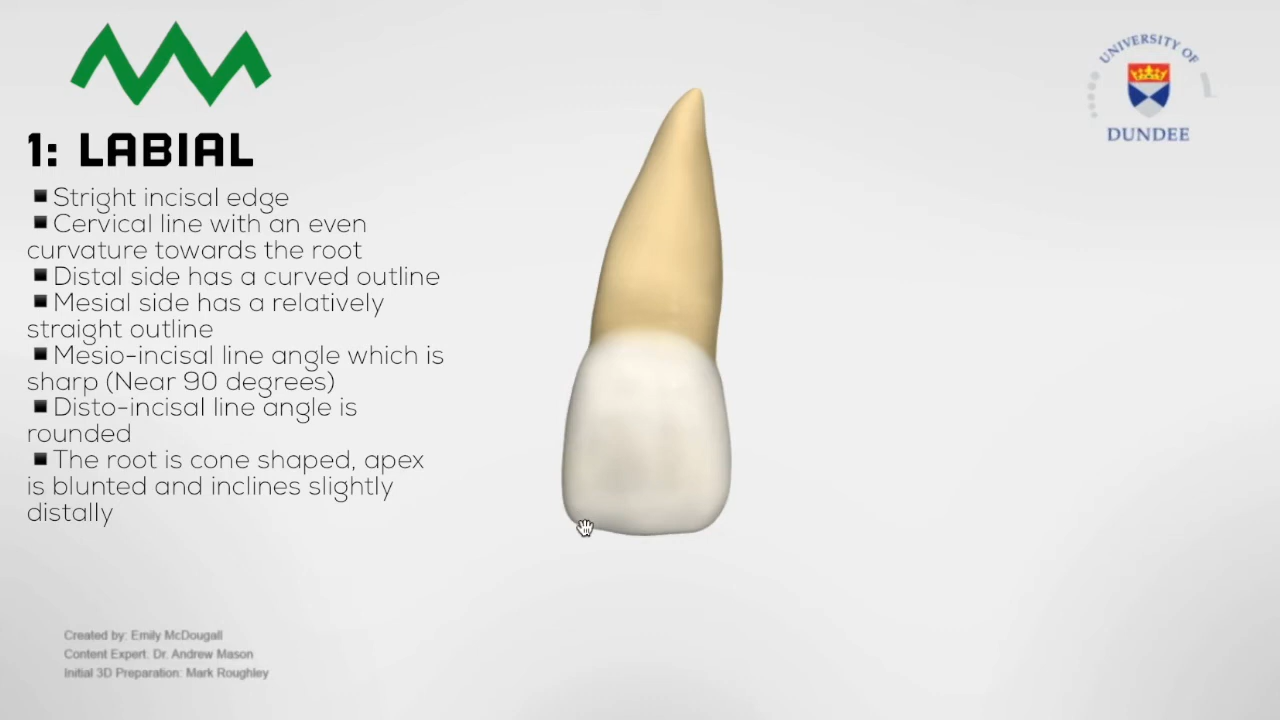 1: LABIAL
▪Stright incisal edge
▪Cervical line with an even
curvature towards the root
▪Distal side has a curved outline
▪Mesial side has a relatively
straight outline
▪Mesio-incisal line angle which is
sharp (Near 90 degrees)
▪Disto-incisal line angle is
rounded
▪The root is cone shaped, apex
is blunted and inclines slightly
distally
UNIVERSITY OF
DUNDEE
Created by: Emily McDougall
Content Expert: Dr. Andrew Mason
Initial 3D Preparation: Mark Roughley